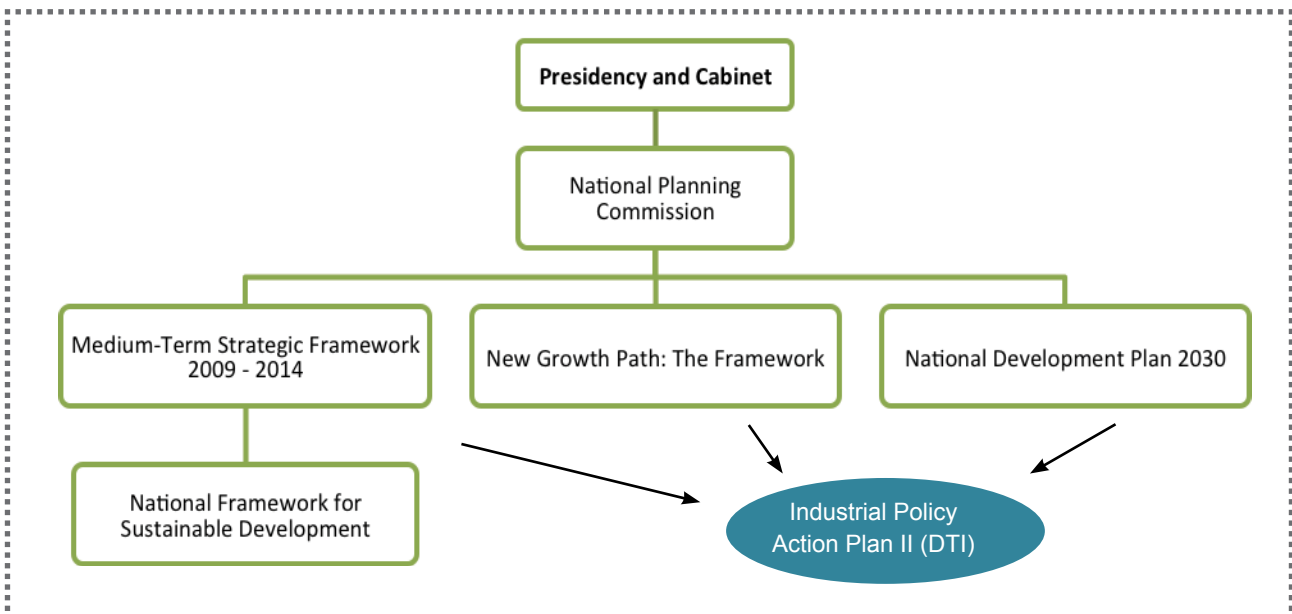 Presidency and Cabinet
National Planning
Commission
Medium-Term Strategic Framework
2009 - 2014
New Growth Path: The Framework
National Development Plan 2030
National Framework for
Sustainable Development
Industrial Policy
Action Plan II (DTI)